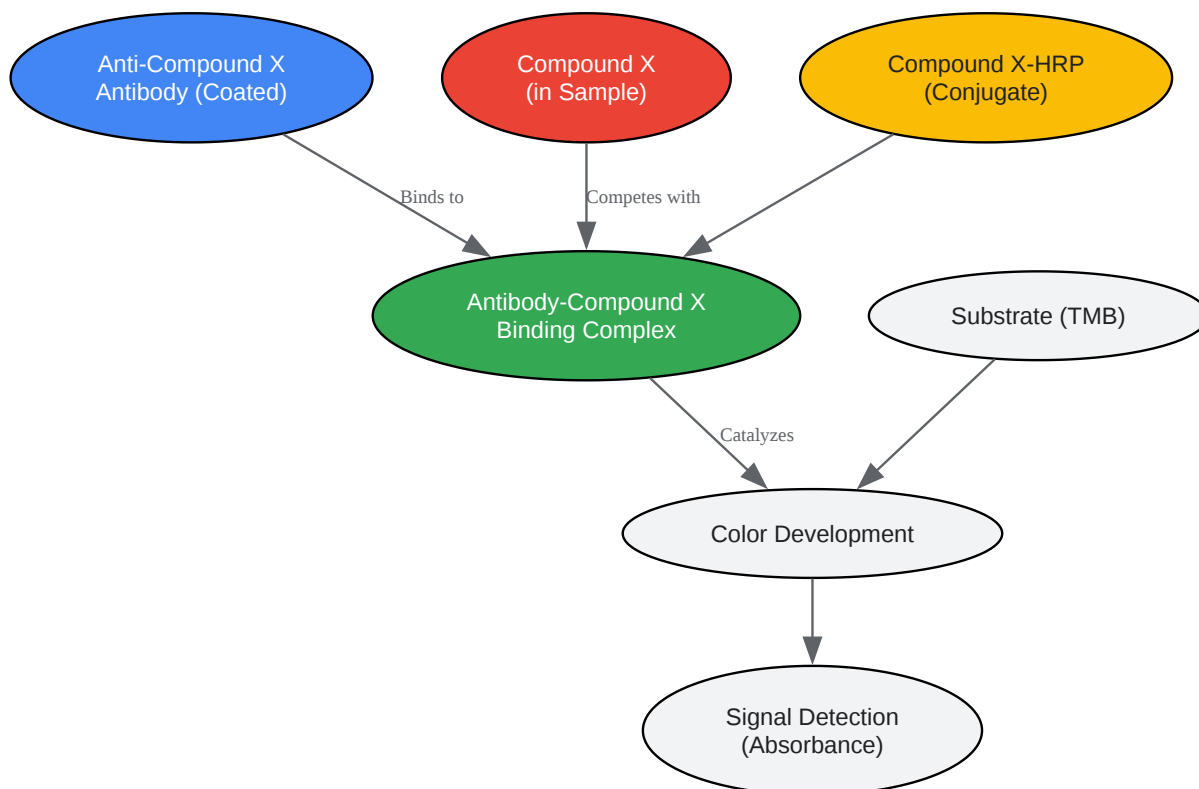 Anti-Compound X
Antibody (Coated)
Compound X
(in Sample)
Compound X-HRP
(Conjugate)
Binds to
Competes with
Antibody-Compound X
Binding Complex
Substrate (TMB)
Catalyzes
Color Development
Signal Detection
(Absorbance)